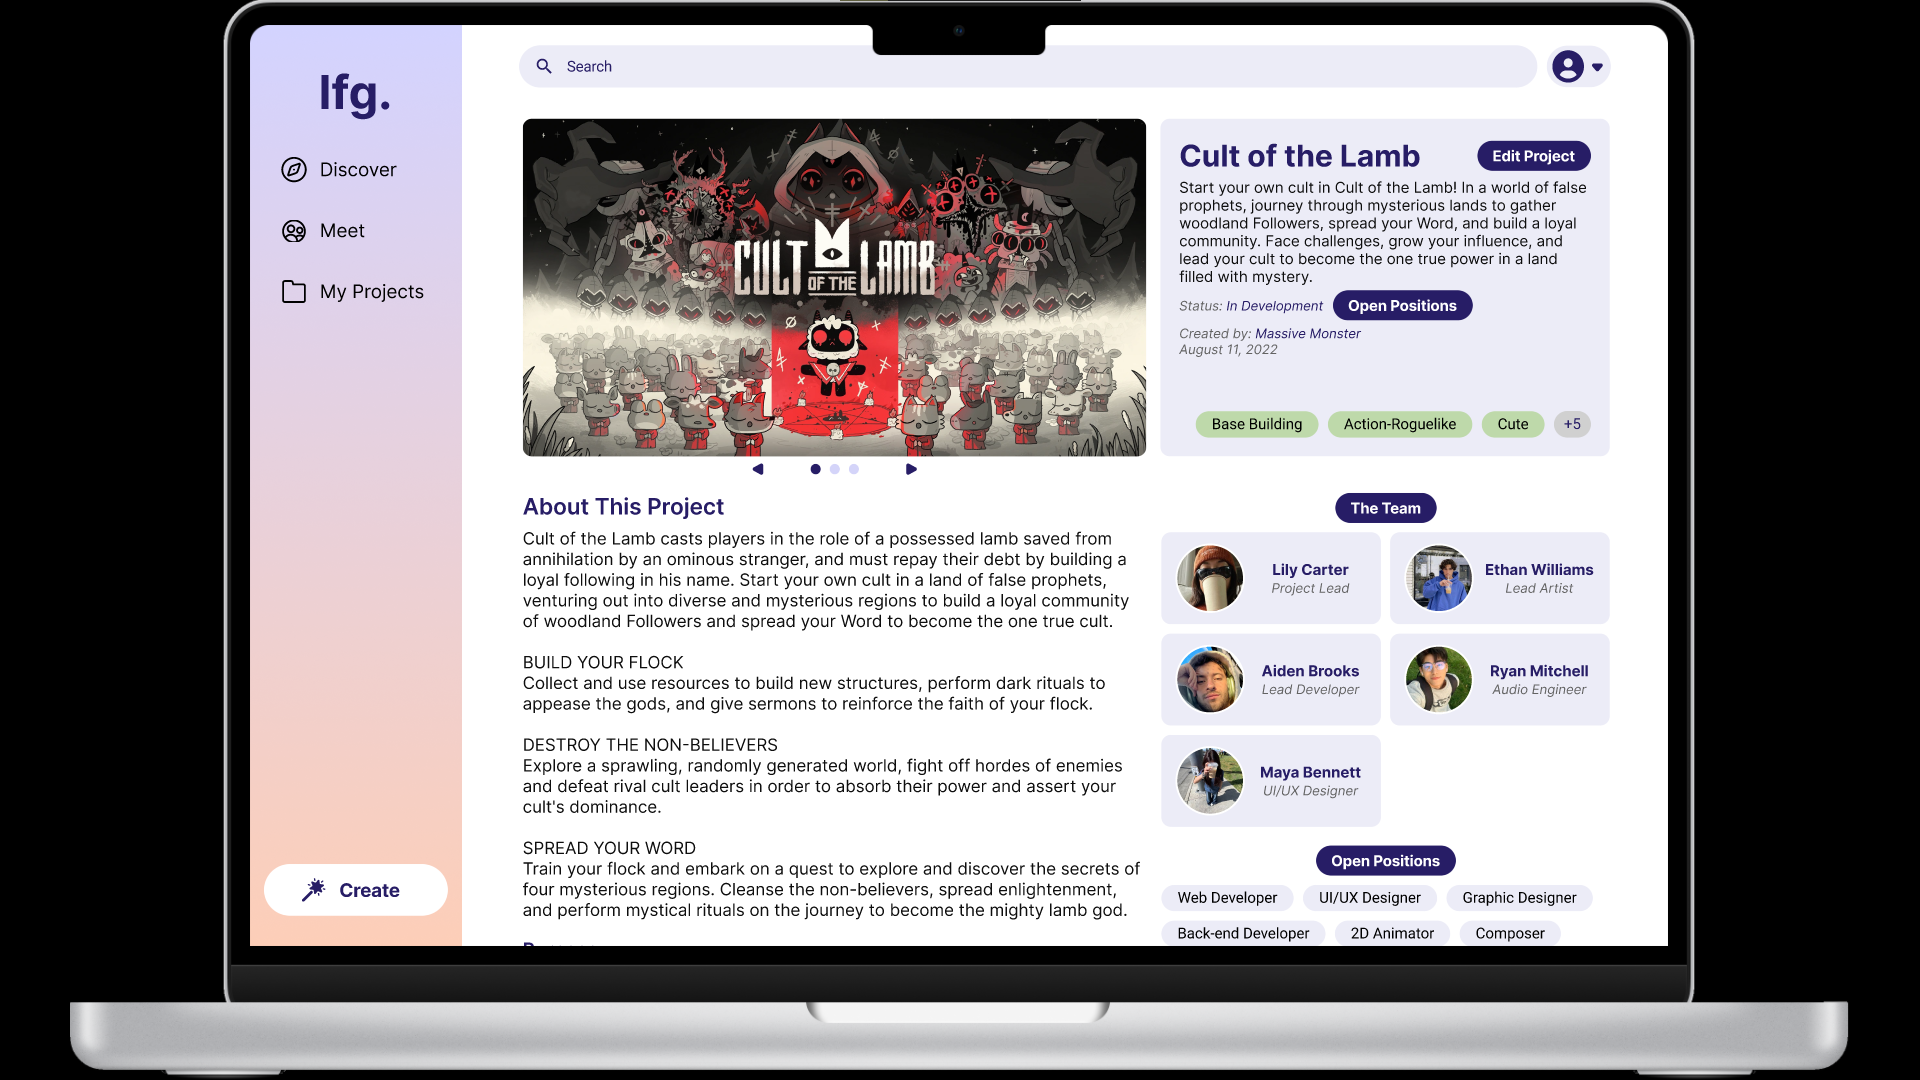 lfg.
Discover
Meet
My Projects
Create
Search
CULT OF THE LAMB
Cult of the Lamb
Edit Project
Start your own cult in Cult of the Lamb! In a world of false
prophets, journey through mysterious lands to gather
woodland Followers, spread your Word, and build a loyal
community. Face challenges, grow your influence, and
lead your cult to become the one true power in a land
filled with mystery.
Status: In Development
Open Positions
Created by: Massive Monster
August 11, 2022
Base Building
Action-Roguelike
Cute
+5
About This Project
Cult of the Lamb casts players in the role of a possessed lamb saved from
annihilation by an ominous stranger, and must repay their debt by building a
loyal following in his name. Start your own cult in a land of false prophets,
venturing out into diverse and mysterious regions to build a loyal community
of woodland Followers and spread your Word to become the one true cult.
BUILD YOUR FLOCK
Collect and use resources to build new structures, perform dark rituals to
appease the gods, and give sermons to reinforce the faith of your flock.
DESTROY THE NON-BELIEVERS
Explore a sprawling, randomly generated world, fight off hordes of enemies
and defeat rival cult leaders in order to absorb their power and assert your
cult's dominance.
SPREAD YOUR WORD
Train your flock and embark on a quest to explore and discover the secrets of
four mysterious regions. Cleanse the non-believers, spread enlightenment,
and perform mystical rituals on the journey to become the mighty lamb god.
The Team
Lily Carter
Project Lead
Ethan Williams
Lead Artist
Aiden Brooks
Lead Developer
Ryan Mitchell
Audio Engineer
Maya Bennett
UI/UX Designer
Open Positions
Web Developer
UI/UX Designer
Graphic Designer
Back-end Developer
2D Animator
Composer